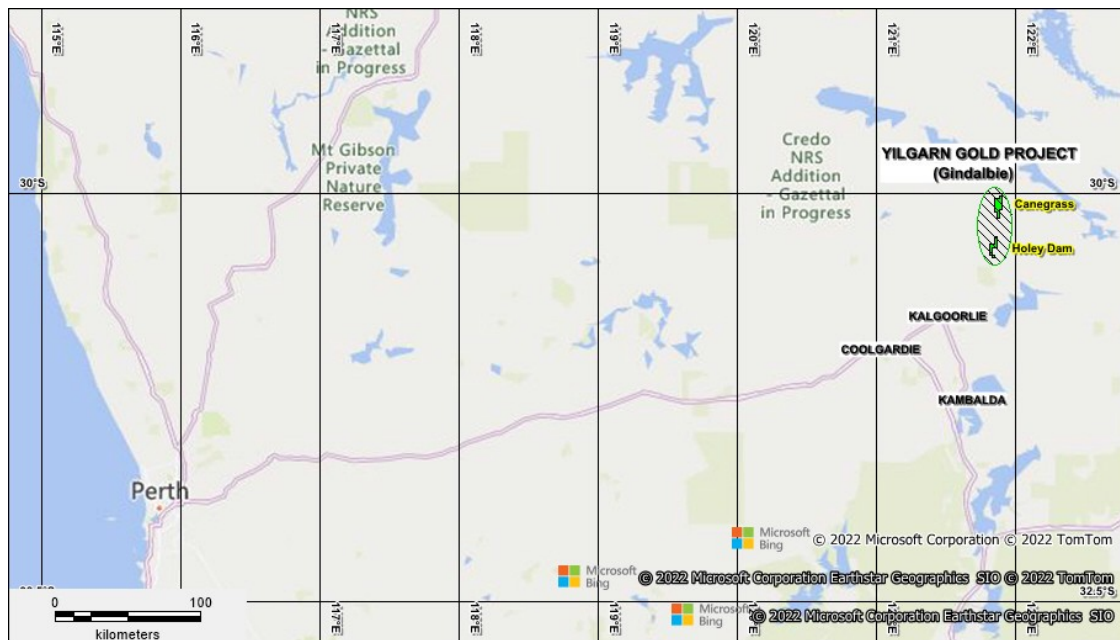 115°E
116°E
117°E
118°E
119°E
120°E
121°E
122°E
NRS
Addition
- Gazettal
in Progress
Mt Gibson
Private
Nature
Reserve
Credo
NRS
Addition
- Gazettal
in Progress
YILGARN GOLD PROJECT
(Gindalbie)
30°S
30°S
Canegrass
Holey Dam
KALGOORLIE
COOLGARDIE
KAMBALDA
Perth
Microsoft
Bing
© 2022 Microsoft Corporation © 2022 TomTom
Microsoft
Bing
© 2022 Microsoft Corporation Earthstar Geographics SIO © 2022 TomTom
32.5°S
Microsoft
Bing
© 2022 Microsoft Corporation Earthstar Geographics SIO
0
100
kilometers
117°E
118°E
119°E